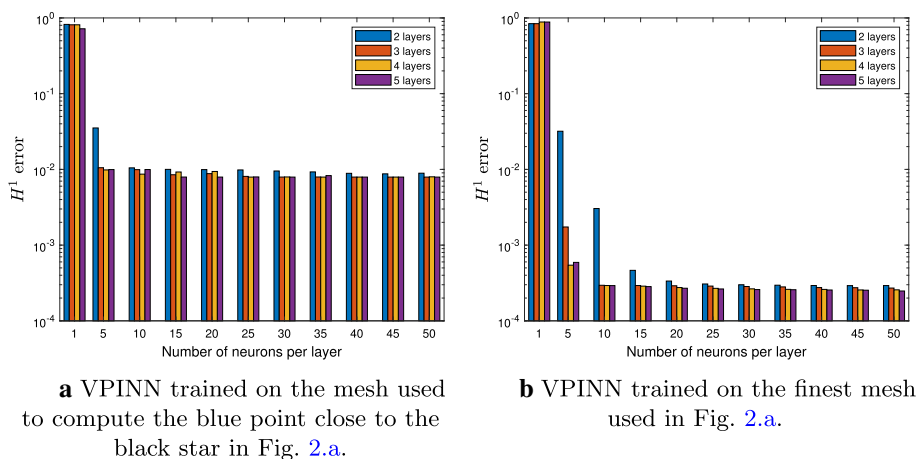 10^0
10^-1
10^-2
10^-3
10^-4
H^1 error
2 layers
3 layers
4 layers
5 layers
1 5 10 15 20 25 30 35 40 45 50
Number of neurons per layer
a VPINN trained on the mesh used
to compute the blue point close to the
black star in Fig. 2.a.
10^0
10^-1
10^-2
10^-3
10^-4
H^1 error
2 layers
3 layers
4 layers
5 layers
1 5 10 15 20 25 30 35 40 45 50
Number of neurons per layer
b VPINN trained on the finest mesh
used in Fig. 2.a.